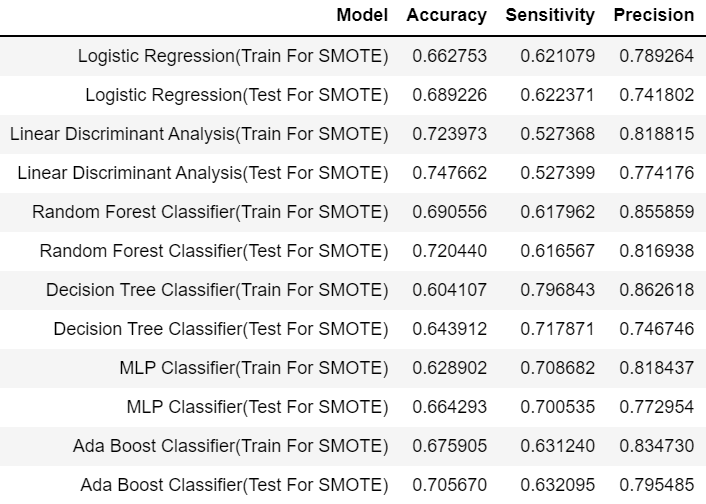 Model Accuracy Sensitivity Precision
Logistic Regression(Train For SMOTE) 0.662753 0.621079 0.789264
Logistic Regression(Test For SMOTE) 0.689226 0.622371 0.741802
Linear Discriminant Analysis(Train For SMOTE) 0.723973 0.527368 0.818815
Linear Discriminant Analysis(Test For SMOTE) 0.747662 0.527399 0.774176
Random Forest Classifier(Train For SMOTE) 0.690556 0.617962 0.855859
Random Forest Classifier(Test For SMOTE) 0.720440 0.616567 0.816938
Decision Tree Classifier(Train For SMOTE) 0.604107 0.796843 0.862618
Decision Tree Classifier(Test For SMOTE) 0.643912 0.717871 0.746746
MLP Classifier(Train For SMOTE) 0.628902 0.708682 0.818437
MLP Classifier(Test For SMOTE) 0.664293 0.700535 0.772954
Ada Boost Classifier(Train For SMOTE) 0.675905 0.631240 0.834730
Ada Boost Classifier(Test For SMOTE) 0.705670 0.632095 0.795485